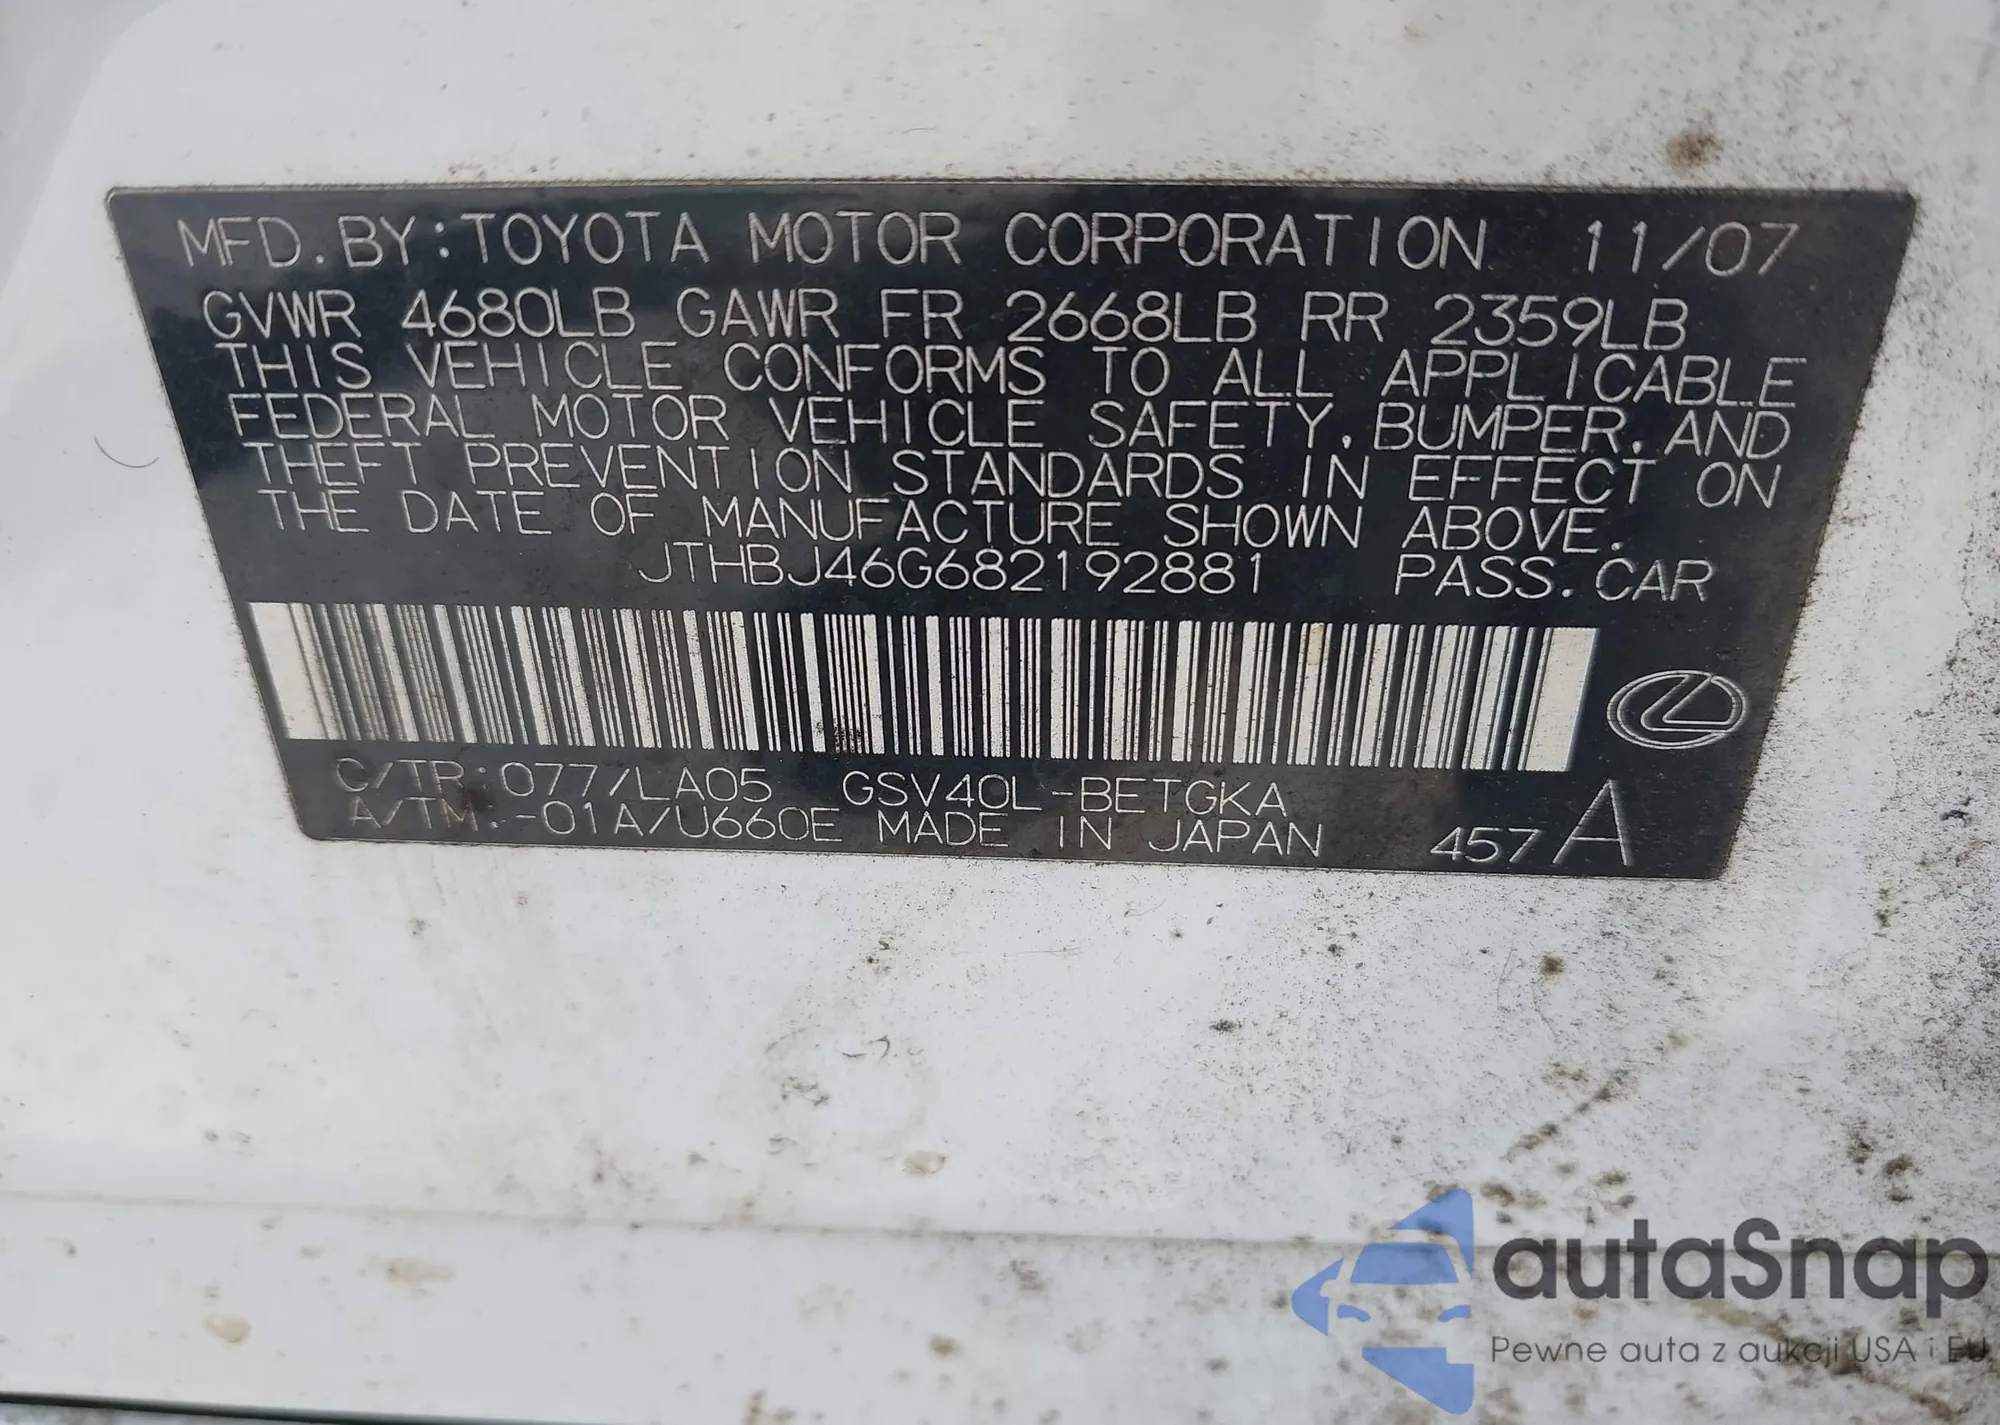 MFD. BY: TOYOTA MOTOR CORPORATION 11/07
GVWR 4680LB GAWR FR 2668LB RR 2359LB
THIS VEHICLE CONFORMS TO ALL APPLICABLE
FEDERAL MOTOR VEHICLE SAFETY, BUMPER, AND
THEFT PREVENTION STANDARDS IN EFFECT ON
THE DATE OF MANUFACTURE SHOWN ABOVE.
JTHBJ46G682192881 PASS. CAR
C/TR: 077/LA05 GSV40L-BETGKA
A/TM: -01A/U660E MADE IN JAPAN 457 A
autaSnap
Pewne auta z aukcji USA i EU